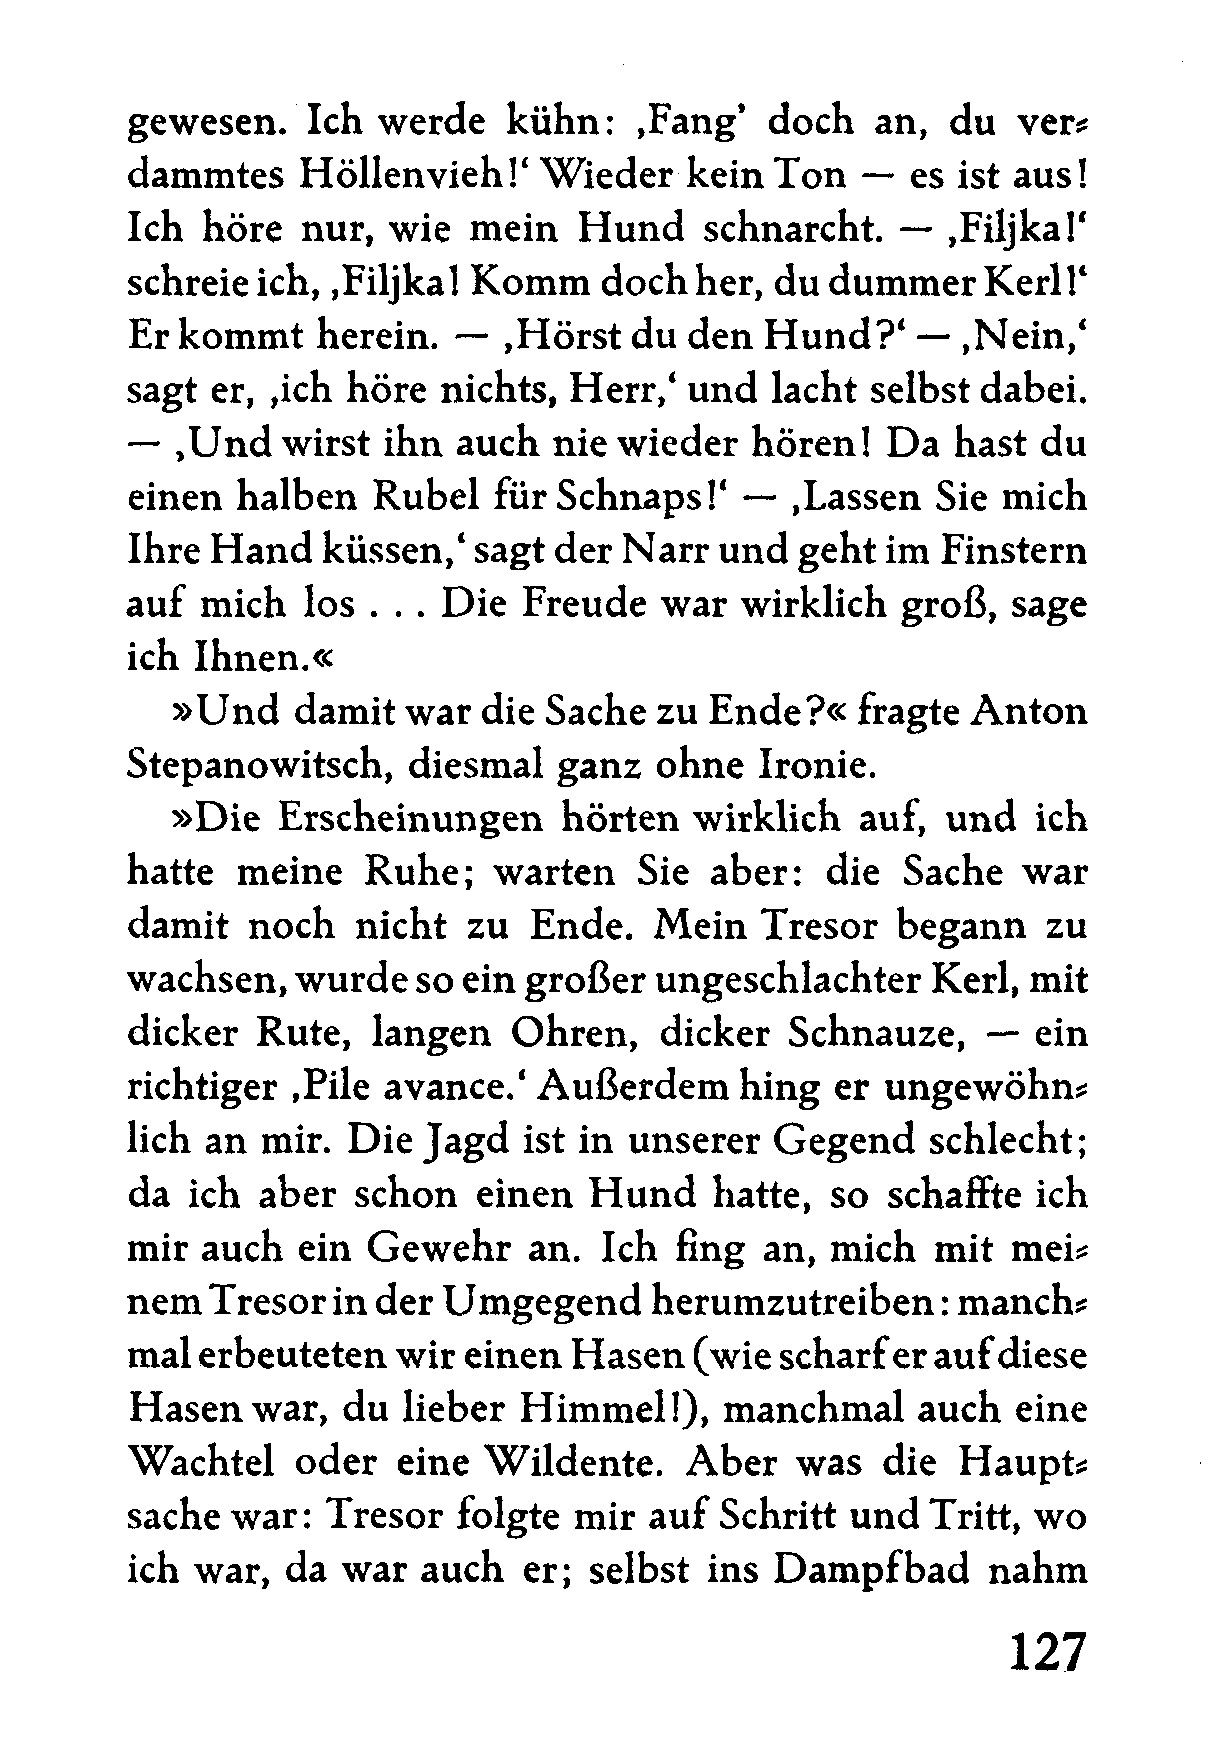 gewesen. Ich werde kühn: ‚Fang’ doch an, du ver⸗
dammtes Höllenvieh!‘ Wieder kein Ton — es ist aus!
Ich höre nur, wie mein Hund schnarcht. — ‚Filjka!‘
schreie ich, ‚Filjka! Komm doch her, du dummer Kerl!‘
Er kommt herein. — ‚Hörst du den Hund?‘ — ‚Nein,‘
sagt er, ‚ich höre nichts, Herr,‘ und lacht selbst dabei.
— ‚Und wirst ihn auch nie wieder hören! Da hast du
einen halben Rubel für Schnaps!‘ — ‚Lassen Sie mich
Ihre Hand küssen,‘ sagt der Narr und geht im Finstern
auf mich los . . . Die Freude war wirklich groß, sage
ich Ihnen.«
»Und damit war die Sache zu Ende?« fragte Anton
Stepanowitsch, diesmal ganz ohne Ironie.
»Die Erscheinungen hörten wirklich auf, und ich
hatte meine Ruhe; warten Sie aber: die Sache war
damit noch nicht zu Ende. Mein Tresor begann zu
wachsen, wurde so ein großer ungeschlachter Kerl, mit
dicker Rute, langen Ohren, dicker Schnauze, — ein
richtiger ‚Pile avance.‘ Außerdem hing er ungewöhn⸗
lich an mir. Die Jagd ist in unserer Gegend schlecht;
da ich aber schon einen Hund hatte, so schaffte ich
mir auch ein Gewehr an. Ich fing an, mich mit mei⸗
nem Tresor in der Umgegend herumzutreiben: manch⸗
mal erbeuteten wir einen Hasen (wie scharf er auf diese
Hasen war, du lieber Himmel!), manchmal auch eine
Wachtel oder eine Wildente. Aber was die Haupt⸗
sache war: Tresor folgte mir auf Schritt und Tritt, wo
ich war, da war auch er; selbst ins Dampfbad nahm
127